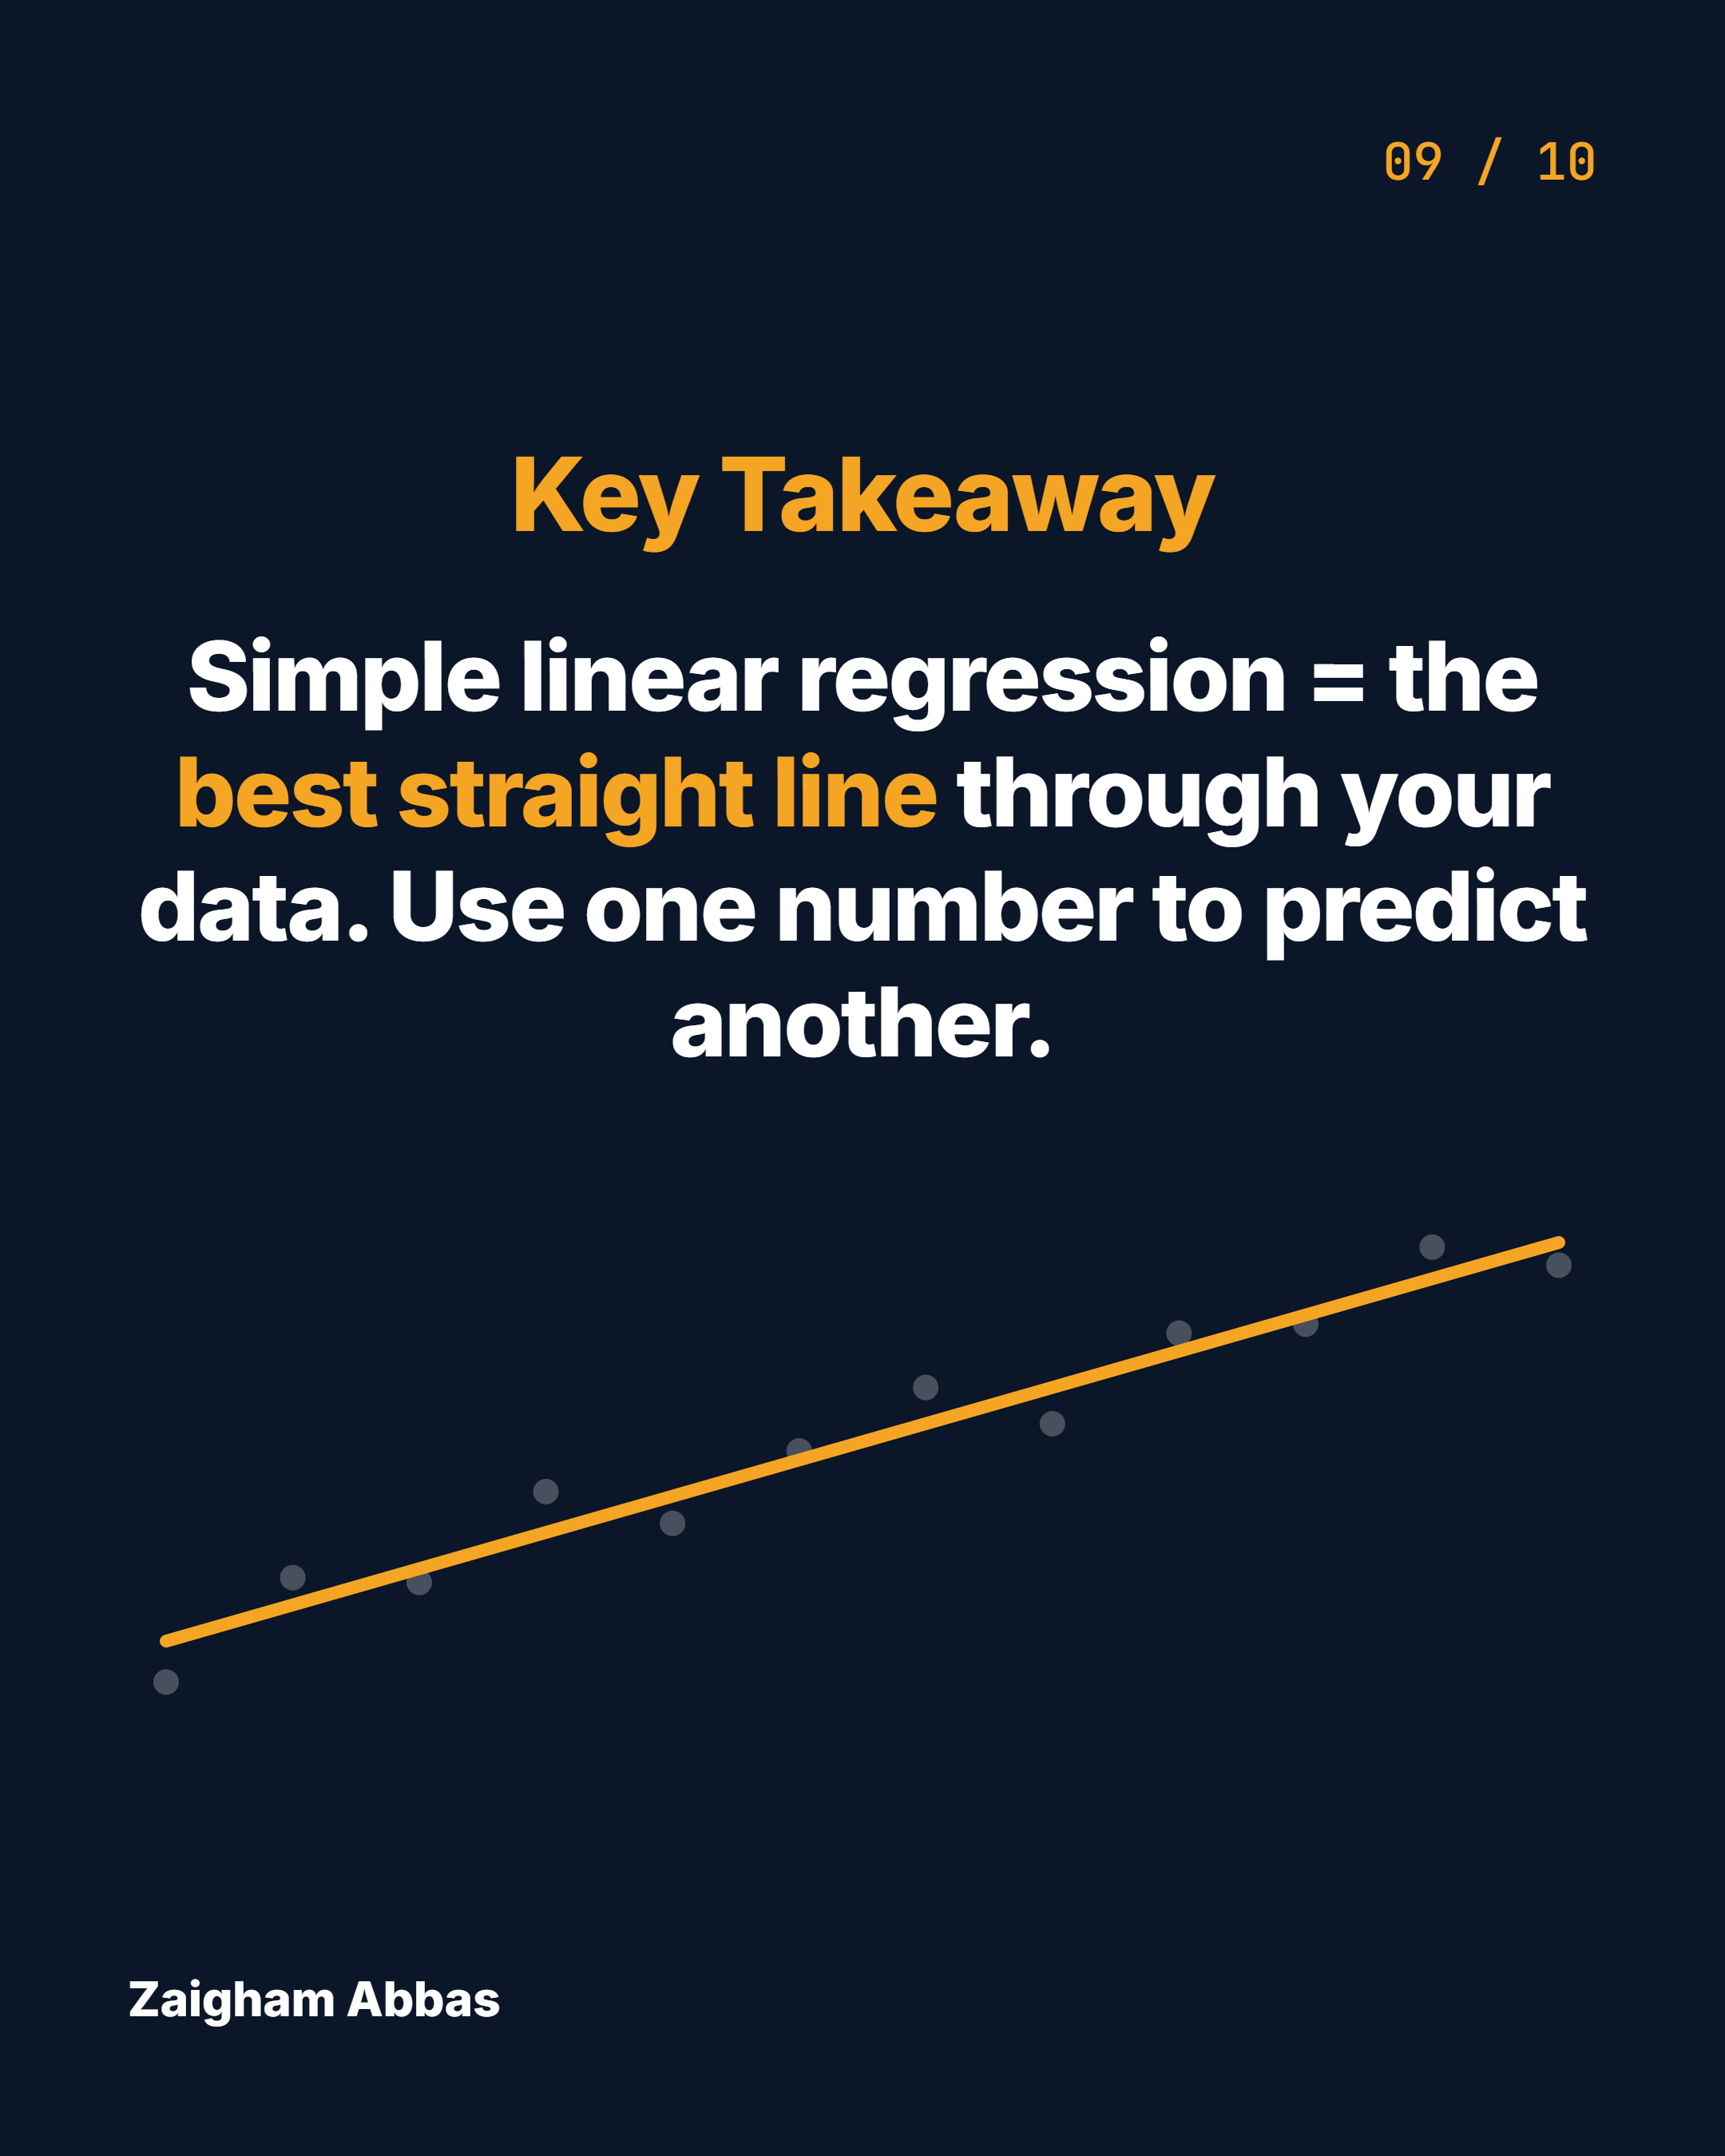 09 / 10
Key Takeaway
Simple linear regression = the
best straight line through your
data. Use one number to predict
another.
Zaigham Abbas